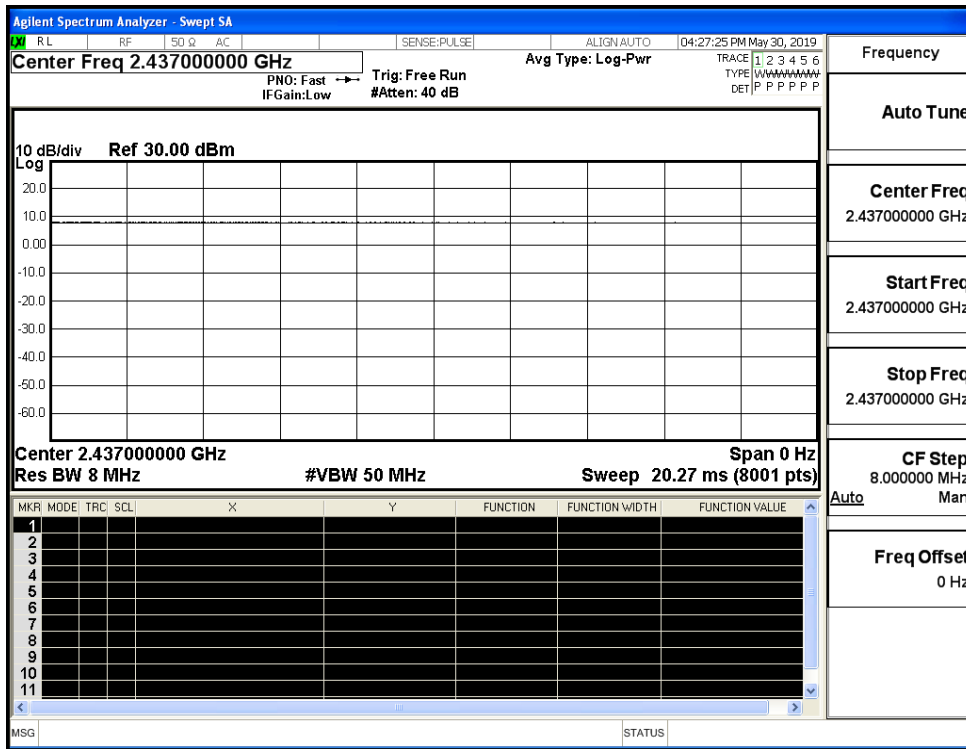 Agilent Spectrum Analyzer - Swept SA
LXI RL RF 50 Ω AC SENSE:PULSE ALIGN AUTO 04:27:25 PM May 30, 2019
Center Freq 2.437000000 GHz
PNO: Fast
IFGain:Low
Trig: Free Run
#Atten: 40 dB
Avg Type: Log-Pwr
TRACE 1 2 3 4 5 6
TYPE WWWWWW
DET P P P P P P
10 dB/div Ref 30.00 dBm
Log
20.0
10.0
0.00
-10.0
-20.0
-30.0
-40.0
-50.0
-60.0
Center 2.437000000 GHz Span 0 Hz
Res BW 8 MHz #VBW 50 MHz Sweep 20.27 ms (8001 pts)
MKR MODE TRC SCL X Y FUNCTION FUNCTION WIDTH FUNCTION VALUE
1
2
3
4
5
6
7
8
9
10
11
MSG STATUS
Frequency
Auto Tune
Center Freq
2.437000000 GHz
Start Freq
2.437000000 GHz
Stop Freq
2.437000000 GHz
CF Step
8.000000 MHz
Auto Man
Freq Offset
0 Hz